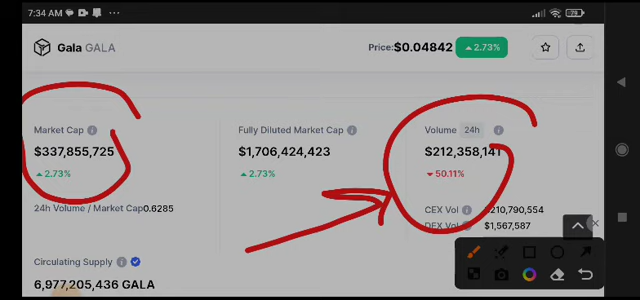 7:34 AM
79
Gala GALA
Price:$0.04842 2.73%
Market Cap
$337,855,725
2.73%
Fully Diluted Market Cap
$1,706,424,423
2.73%
Volume 24h
$212,358,141
50.11%
24h Volume / Market Cap0.6285
CEX Vol $210,790,554
DEX Vol $1,567,587
Circulating Supply
6,977,205,436 GALA